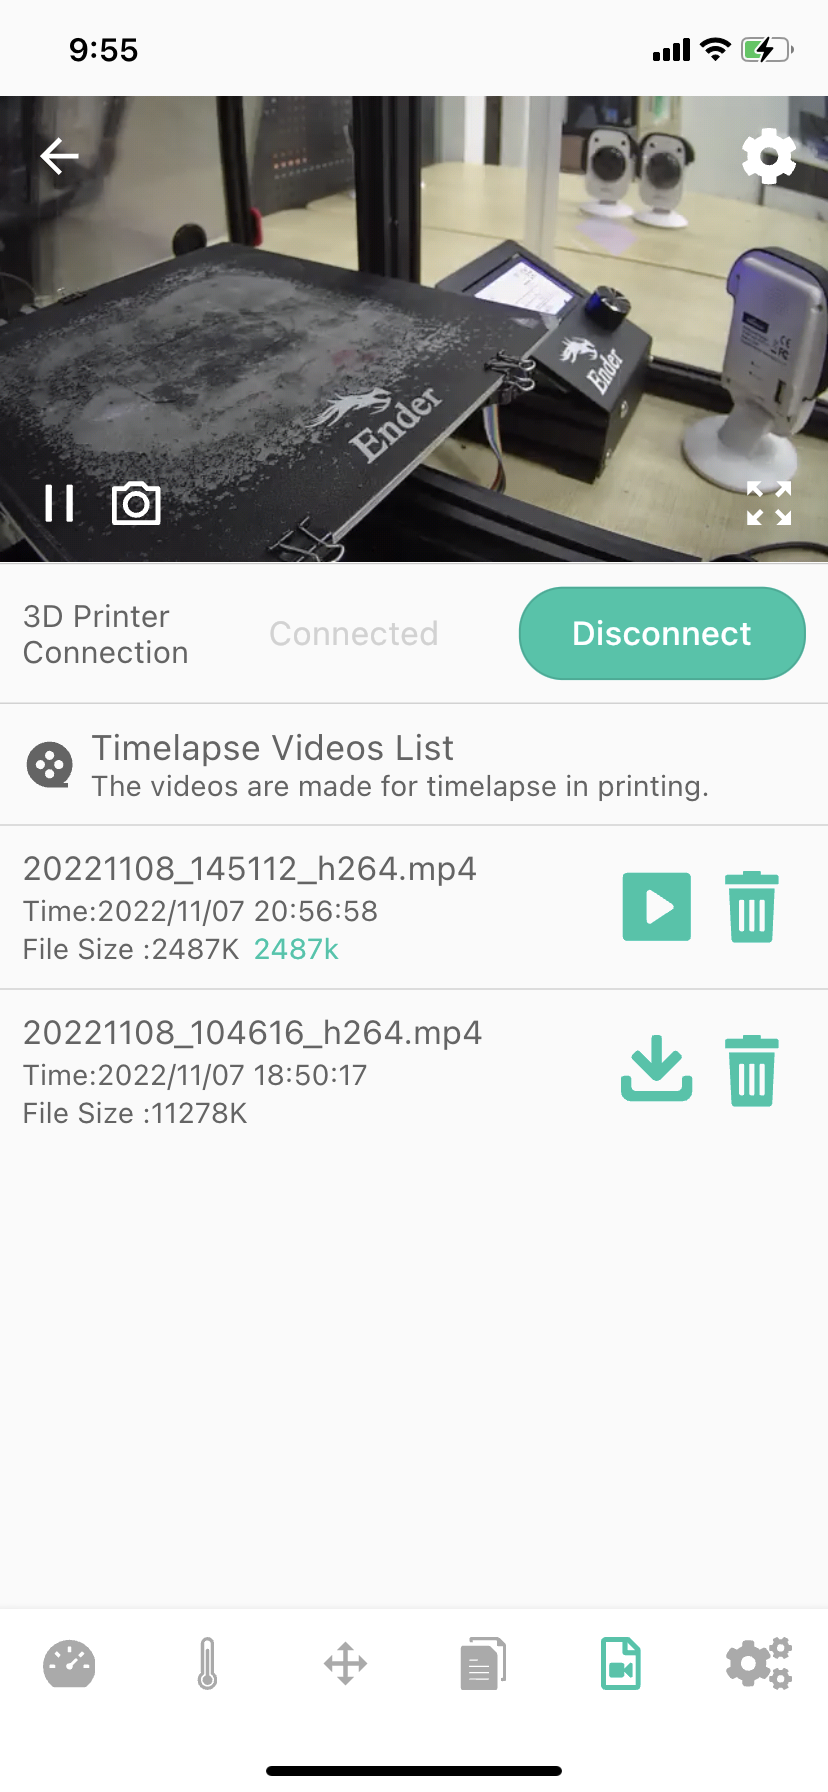 9:55
Ender
Ender
3D Printer
Connection
Connected
Disconnect
Timelapse Videos List
The videos are made for timelapse in printing.
20221108_145112_h264.mp4
Time:2022/11/07 20:56:58
File Size :2487K 2487k
20221108_104616_h264.mp4
Time:2022/11/07 18:50:17
File Size :11278K